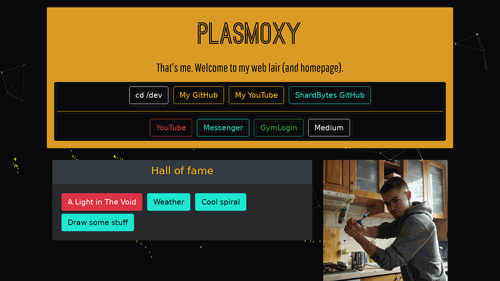 PLASMOXY
That's me. Welcome to my web lair (and homepage).
cd /dev My GitHub My YouTube ShardBytes GitHub
YouTube Messenger GymLogin Medium
Hall of fame
A Light in The Void Weather Cool spiral
Draw some stuff